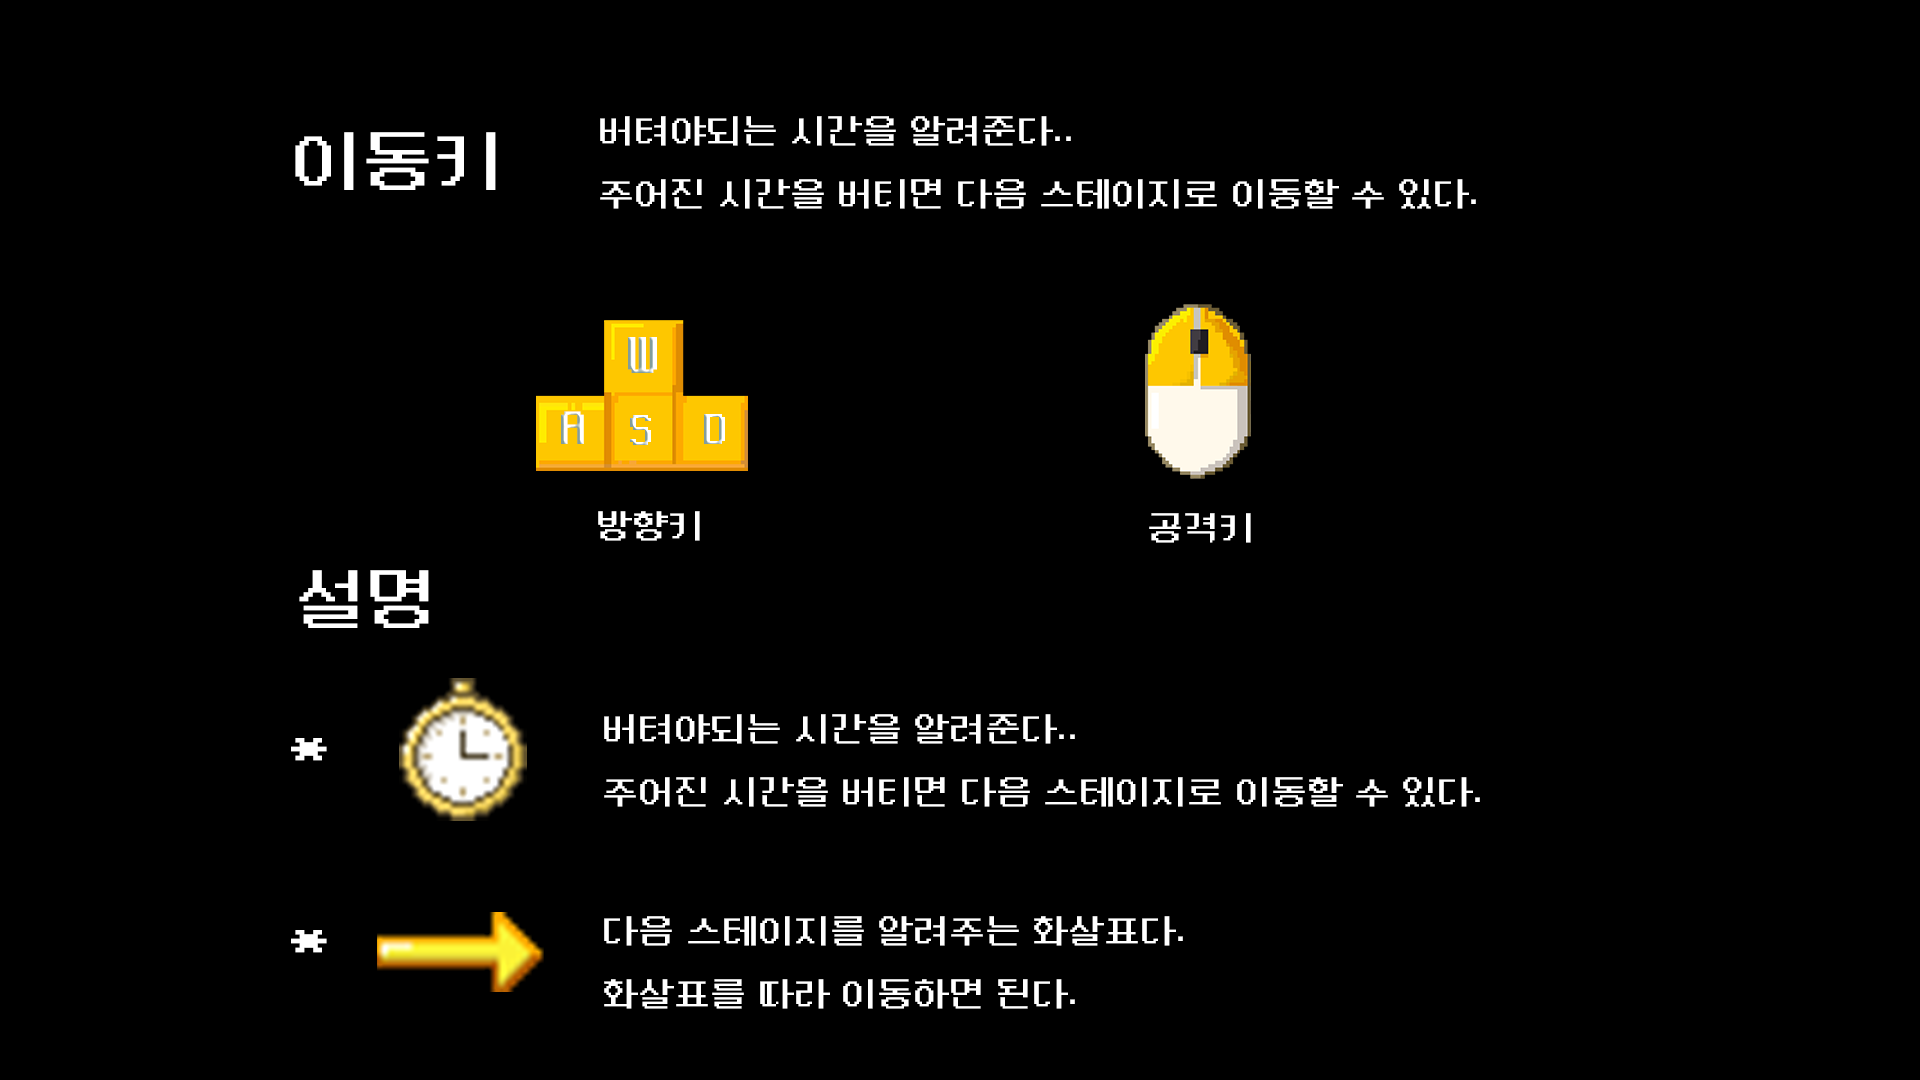 이동키
버텨야되는 시간을 알려준다..
주어진 시간을 버티면 다음 스테이지로 이동할 수 있다.
W
A S D
방향키
공격키
설명
*
버텨야되는 시간을 알려준다..
주어진 시간을 버티면 다음 스테이지로 이동할 수 있다.
*
다음 스테이지를 알려주는 화살표다.
화살표를 따라 이동하면 된다.